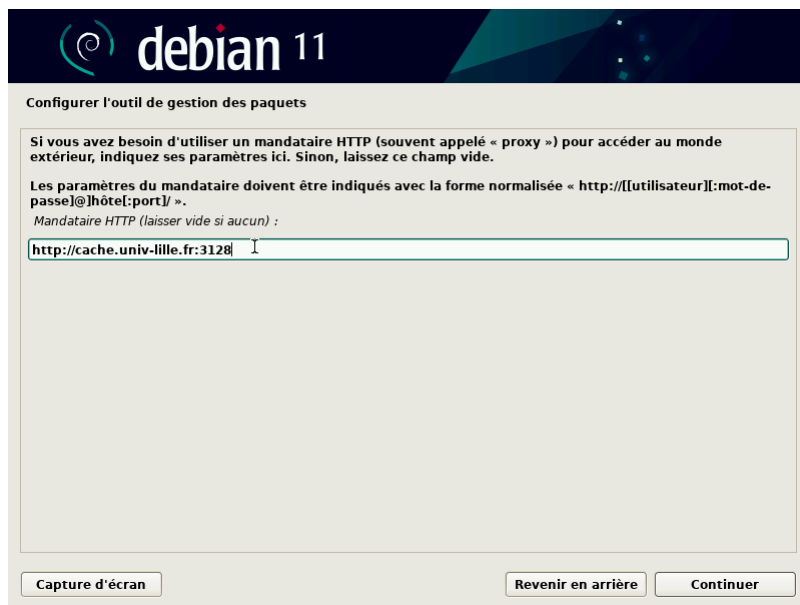 debian 11
Configurer l'outil de gestion des paquets
Si vous avez besoin d'utiliser un mandataire HTTP (souvent appelé « proxy ») pour accéder au monde
extérieur, indiquez ses paramètres ici. Sinon, laissez ce champ vide.
Les paramètres du mandataire doivent être indiqués avec la forme normalisée « http://[[utilisateur][:mot-de-
passe]@]hôte[:port]/ ».
Mandataire HTTP (laisser vide si aucun) :
http://cache.univ-lille.fr:3128
Capture d'écran
Revenir en arrière
Continuer